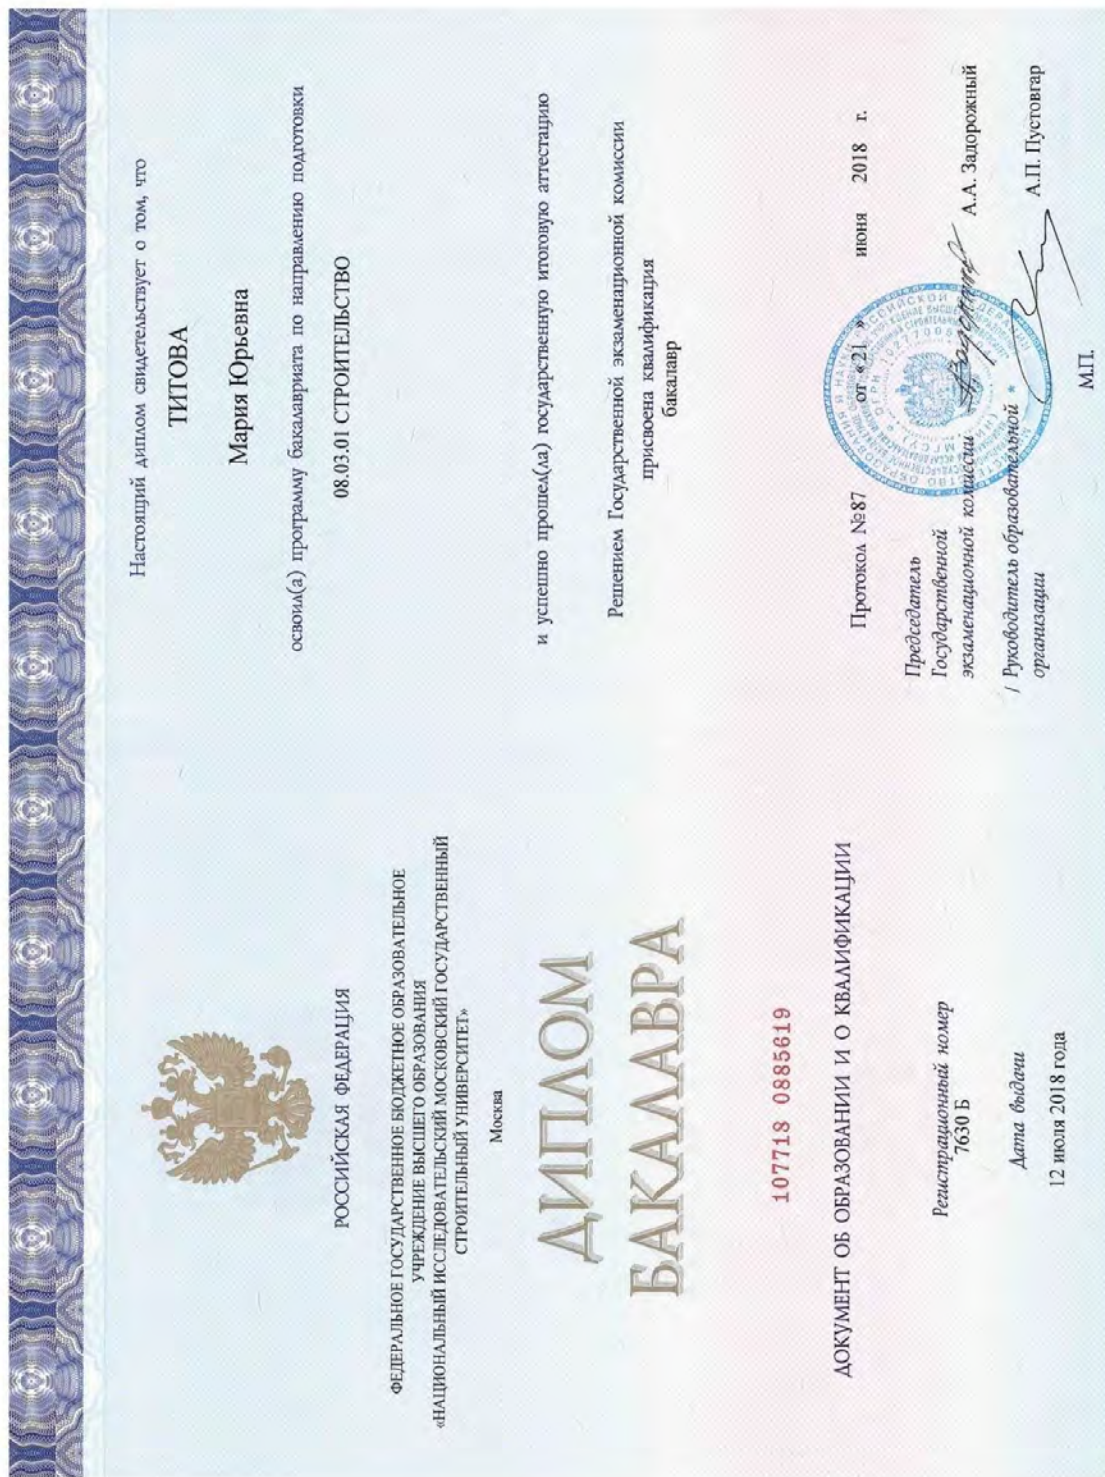 РОССИЙСКАЯ ФЕДЕРАЦИЯ
ФЕДЕРАЛЬНОЕ ГОСУДАРСТВЕННОЕ БЮДЖЕТНОЕ ОБРАЗОВАТЕЛЬНОЕ
УЧРЕЖДЕНИЕ ВЫСШЕГО ОБРАЗОВАНИЯ
«НАЦИОНАЛЬНЫЙ ИССЛЕДОВАТЕЛЬСКИЙ МОСКОВСКИЙ ГОСУДАРСТВЕННЫЙ
СТРОИТЕЛЬНЫЙ УНИВЕРСИТЕТ»
Москва
ДИПЛОМ
БАКАЛАВРА
107718 0885619
ДОКУМЕНТ ОБ ОБРАЗОВАНИИ И О КВАЛИФИКАЦИИ
Регистрационный номер
7630 Б
Дата выдачи
12 июля 2018 года
Настоящий диплом свидетельствует о том, что
ТИТОВА
Мария Юрьевна
освоил(а) программу бакалавриата по направлению подготовки
08.03.01 СТРОИТЕЛЬСТВО
и успешно прошел(ла) государственную итоговую аттестацию
Решением Государственной экзаменационной комиссии
присвоена квалификация
бакалавр
Протокол №87 от «21 » июня 2018 г.
Председатель
Государственной
экзаменационной комиссии А.А. Задорожный
/ Руководитель образовательной
организации А.П. Пустовгар
М.П.